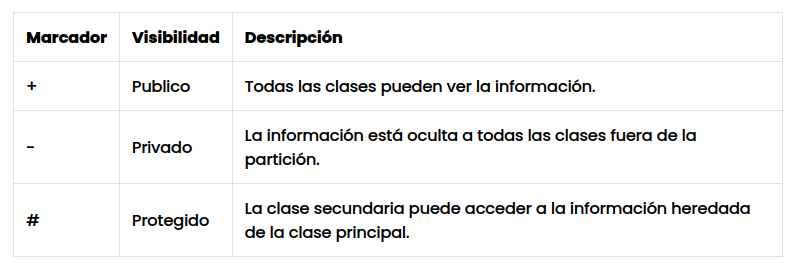 Marcador Visibilidad Descripción
+ Publico Todas las clases pueden ver la información.
- Privado La información está oculta a todas las clases fuera de la
partición.
# Protegido La clase secundaria puede acceder a la información heredada
de la clase principal.